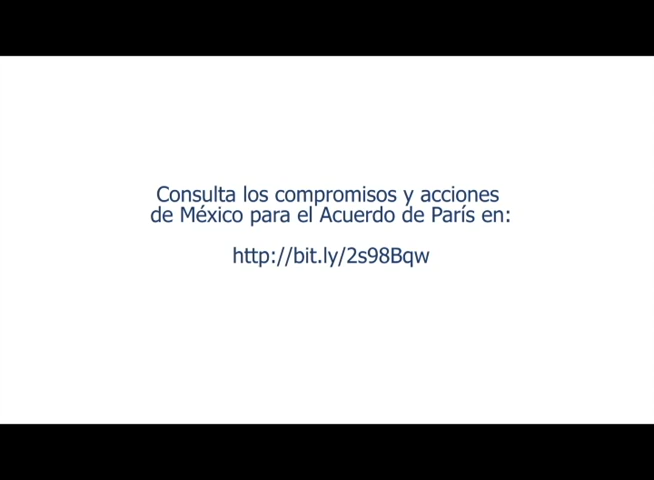 Consulta los compromisos y acciones
de México para el Acuerdo de París en:
http://bit.ly/2s98Bqw